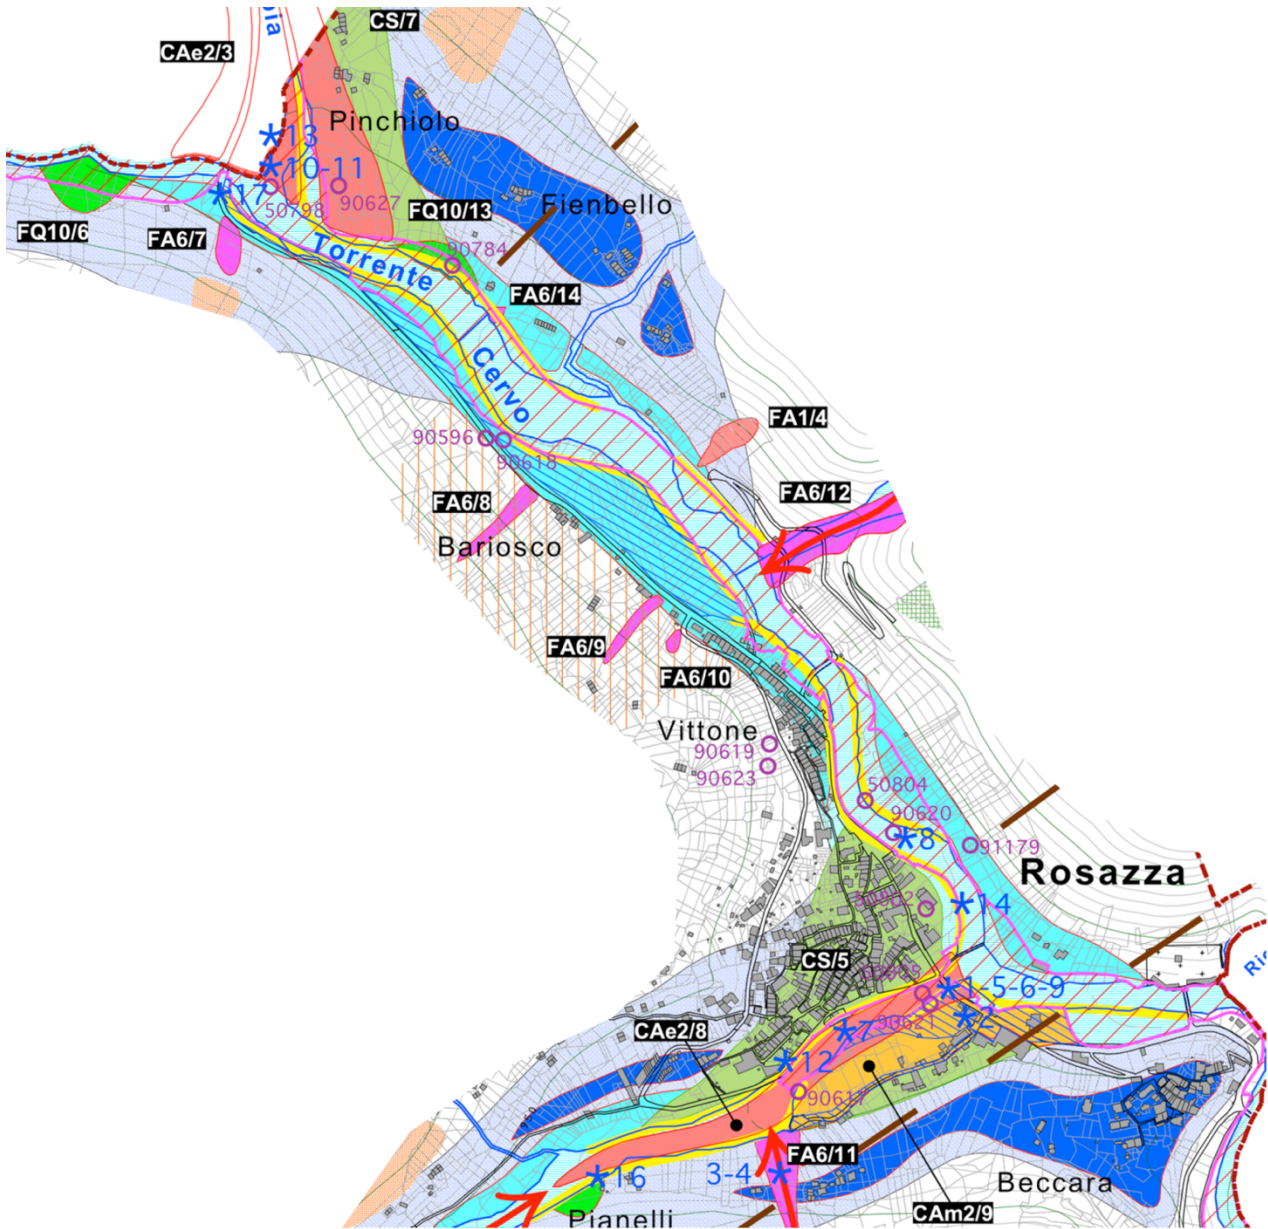 CS/7
CAe2/3
Pinchiolo
13
10-11
17
50798
90627
Fienbello
FQ10/13
FQ10/6
FA6/7
90784
Torrente
FA6/14
Cervo
FA1/4
90596
90618
FA6/8
FA6/12
Bariosco
FA6/9
FA6/10
Vittone
90619
90623
50804
90620
8
91179
Rosazza
14
CS/5
1-5-6-9
2
90621
CAe2/8
7
12
90617
FA6/11
3-4
16
Beccara
CAm2/9
Pianelli